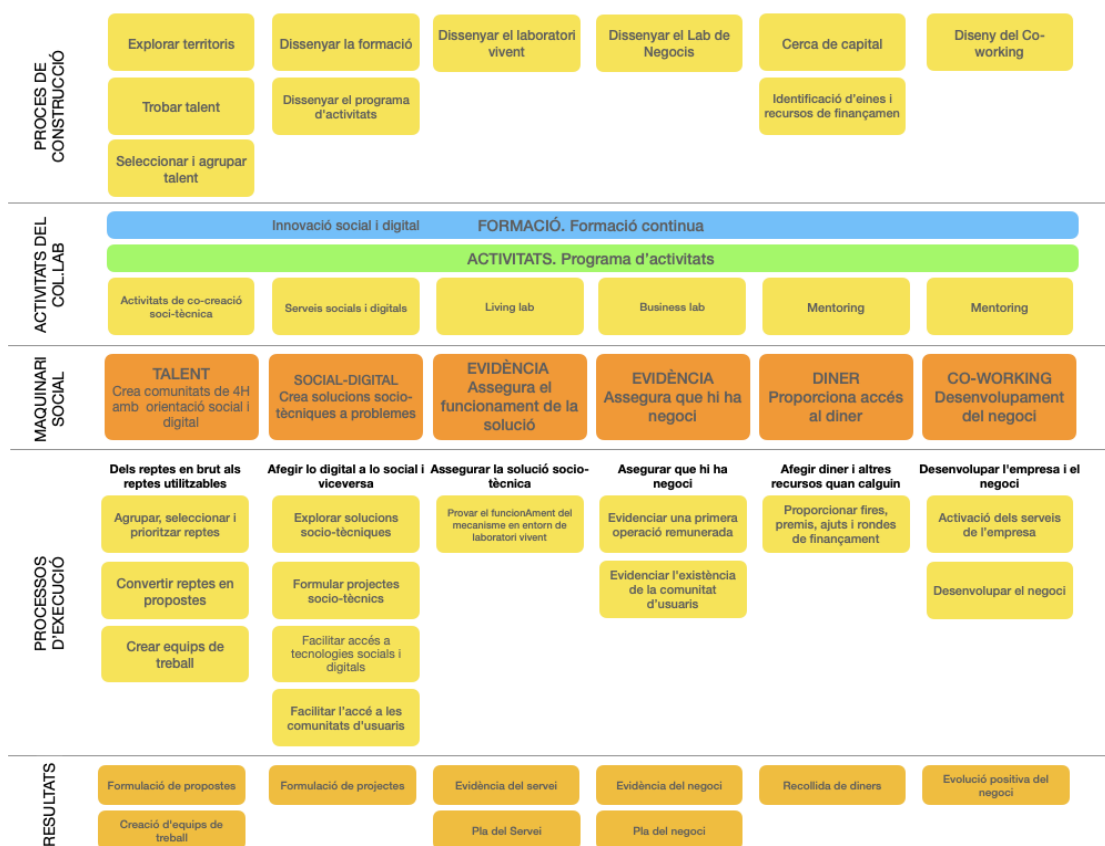 PROCES DE
CONSTRUCCIÓ
Explorar territoris
Dissenyar la formació
Dissenyar el laboratori
vivent
Dissenyar el Lab de
Negocis
Cerca de capital
Diseny del Co-
working
Trobar talent
Dissenyar el programa
d'activitats
Identificació d'eines i
recursos de finançamen
Seleccionar i agrupar
talent
ACTIVITATS DEL
COL.LAB
Innovació social i digital
FORMACIÓ. Formació continua
ACTIVITATS. Programa d'activitats
Activitats de co-creació
soci-tècnica
Serveis socials i digitals
Living lab
Business lab
Mentoring
Mentoring
MAQUINARI
SOCIAL
TALENT
Crea comunitats de 4H
amb orientació social i
digital
SOCIAL-DIGITAL
Crea solucions socio-
tècniques a problemes
EVIDÈNCIA
Assegura el
funcionament de la
solució
EVIDÈNCIA
Assegura que hi ha
negoci
DINER
Proporciona accés
al diner
CO-WORKING
Desenvolupament
del negoci
PROCESSOS
D'EXECUCIÓ
Dels reptes en brut als
reptes utilitzables
Afegir lo digital a lo social i
viceversa
Assegurar la solució socio-
tècnica
Asegurar que hi ha
negoci
Afegir diner i altres
recursos quan calguin
Desenvolupar l'empresa i el
negoci
Agrupar, seleccionar i
prioritzar reptes
Explorar solucions
socio-tècniques
Provar el funcionAment del
mecanisme en entorn de
laboratori vivent
Evidenciar una primera
operació remunerada
Proporcionar fires,
premis, ajuts i rondes
de finançament
Activació dels serveis
de l'empresa
Convertir reptes en
propostes
Formular projectes
socio-tècnics
Evidenciar l'existència
de la comunitat
d'usuaris
Desenvolupar el negoci
Crear equips de
treball
Facilitar accés a
tecnologies socials i
digitals
Facilitar l'accé a les
comunitats d'usuaris
RESULTATS
Formulació de propostes
Formulació de projectes
Evidència del servei
Evidència del negoci
Recollida de diners
Evolució positiva del
negoci
Creació d'equips de
treball
Pla del Servei
Pla del negoci